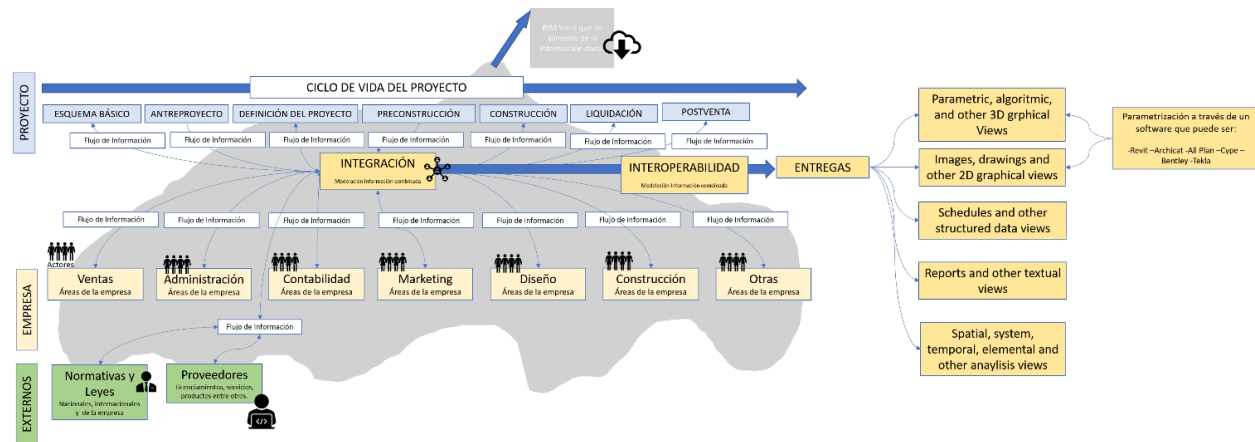 BIM Virus que se
alimenta de la
información dada
PROYECTO
CICLO DE VIDA DEL PROYECTO
ESQUEMA BÁSICO
ANTREPROYECTO
DEFINICIÓN DEL PROYECTO
PRECONSTRUCCIÓN
CONSTRUCCIÓN
LIQUIDACIÓN
POSTVENTA
Flujo de Información
Flujo de Información
Flujo de Información
Flujo de Información
Flujo de Información
Flujo de Información
Flujo de Información
INTEGRACIÓN
Modelación Información combinada
INTEROPERABILIDAD
Modelación Información combinada
ENTREGAS
Flujo de Información
Flujo de Información
Flujo de Información
Flujo de Información
Flujo de Información
Flujo de Información
Flujo de Información
EMPRESA
Actores
Ventas
Áreas de la empresa
Administración
Áreas de la empresa
Contabilidad
Áreas de la empresa
Marketing
Áreas de la empresa
Diseño
Áreas de la empresa
Construcción
Áreas de la empresa
Otras
Áreas de la empresa
Flujo de Información
EXTERNOS
Normativas y
Leyes
Nacionales, internacionales
y de la empresa
Proveedores
Licenciamientos, servicios,
productos entre otros.
Parametric, algoritmic,
and other 3D grphical
Views
Images, drawings and
other 2D graphical views
Schedules and other
structured data views
Reports and other textual
views
Spatial, system,
temporal, elemental and
other anaylisis views
Parametrización a través de un
software que puede ser:
-Revit –Archicat -All Plan –Cype –
Bentley -Tekla